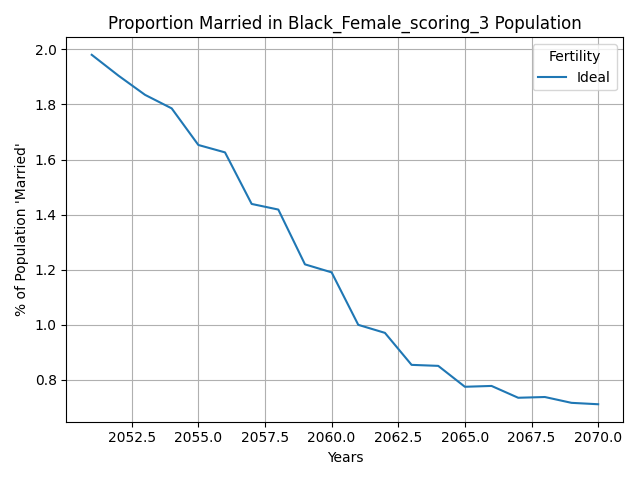 Proportion Married in Black_Female_scoring_3 Population
Fertility
Ideal
% of Population 'Married'
2.0
1.8
1.6
1.4
1.2
1.0
0.8
2052.5 2055.0 2057.5 2060.0 2062.5 2065.0 2067.5 2070.0
Years